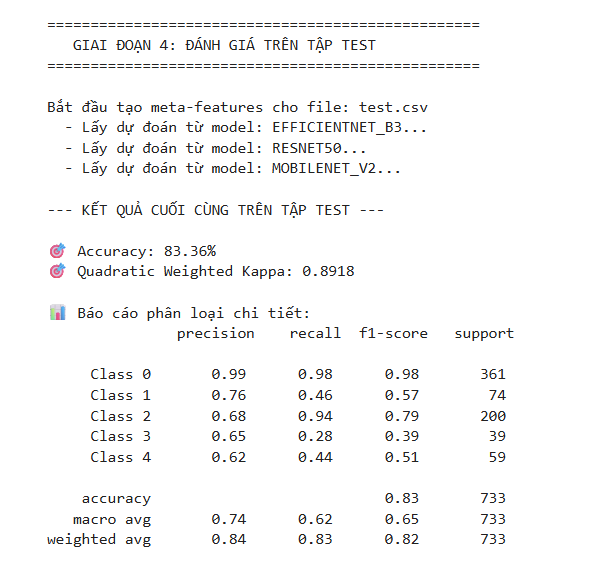 ==================================================
GIAI ĐOẠN 4: ĐÁNH GIÁ TRÊN TẬP TEST
==================================================
Bắt đầu tạo meta-features cho file: test.csv
- Lấy dự đoán từ model: EFFICIENTNET_B3...
- Lấy dự đoán từ model: RESNET50...
- Lấy dự đoán từ model: MOBILENET_V2...
--- KẾT QUẢ CUỐI CÙNG TRÊN TẬP TEST ---
🎯 Accuracy: 83.36%
🎯 Quadratic Weighted Kappa: 0.8918
📊 Báo cáo phân loại chi tiết:
precision recall f1-score support
Class 0 0.99 0.98 0.98 361
Class 1 0.76 0.46 0.57 74
Class 2 0.68 0.94 0.79 200
Class 3 0.65 0.28 0.39 39
Class 4 0.62 0.44 0.51 59
accuracy 0.83 733
macro avg 0.74 0.62 0.65 733
weighted avg 0.84 0.83 0.82 733